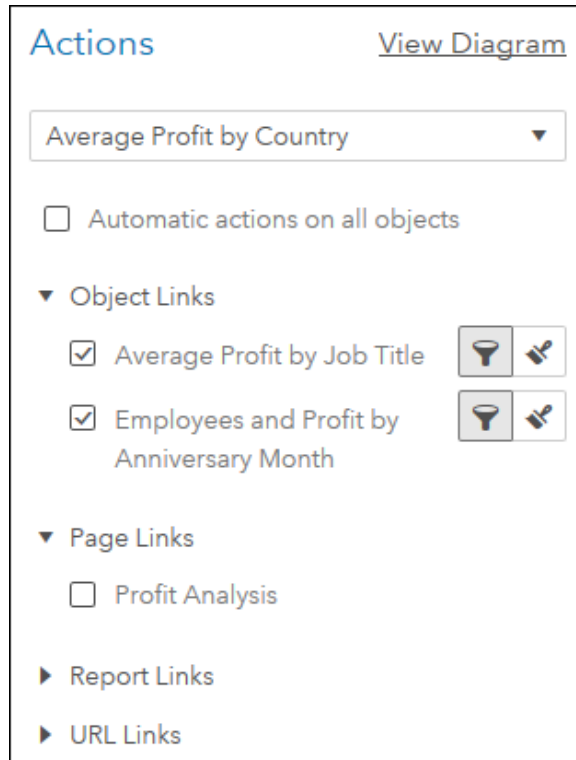 Actions View Diagram
Average Profit by Country
Automatic actions on all objects
Object Links
Average Profit by Job Title
Employees and Profit by
Anniversary Month
Page Links
Profit Analysis
Report Links
URL Links